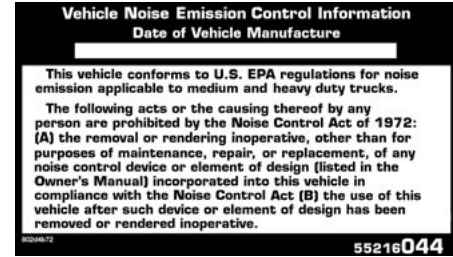 Vehicle Noise Emission Control Information
Date of Vehicle Manufacture
This vehicle conforms to U.S. EPA regulations for noise
emission applicable to medium and heavy duty trucks.
The following acts or the causing thereof by any
person are prohibited by the Noise Control Act of 1972:
(A) the removal or rendering inoperative, other than for
purposes of maintenance, repair, or replacement, of any
noise control device or element of design (listed in the
Owner's Manual) incorporated into this vehicle in
compliance with the Noise Control Act (B) the use of this
vehicle after such device or element of design has been
removed or rendered inoperative.
802d4b72
55216044